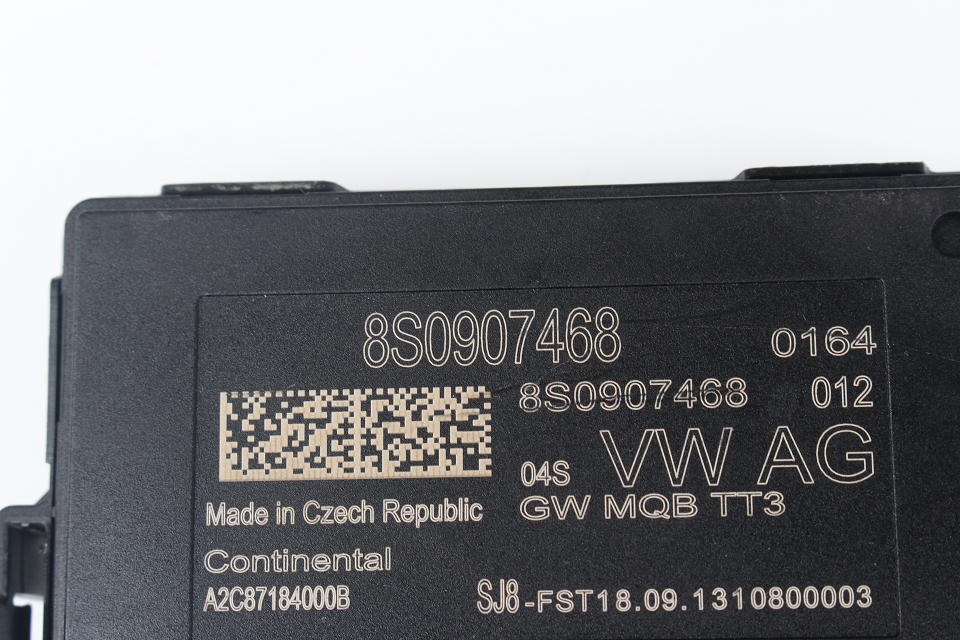 8S0907468
0164
8S0907468 012
04S VW AG
GW MQB TT3
Made in Czech Republic
Continental
A2C87184000B
SJ8-FST18.09.1310800003